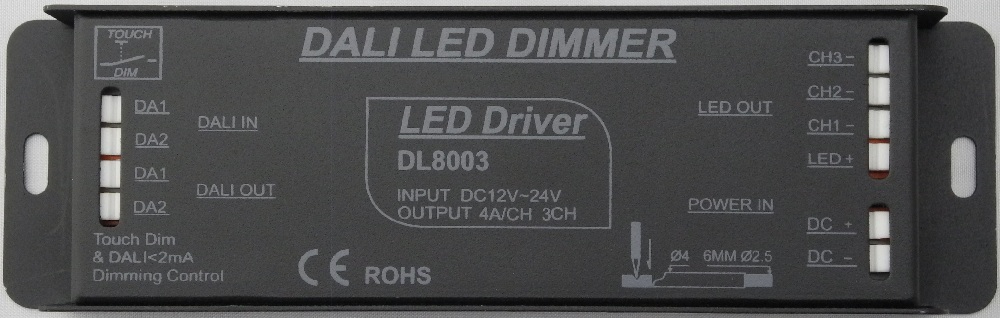 TOUCH
DIM
DALI LED DIMMER
DA1
DA2
DALI IN
DA1
DA2
DALI OUT
Touch Dim
& DALI<2mA
Dimming Control
LED Driver
DL8003
INPUT DC12V~24V
OUTPUT 4A/CH 3CH
CE ROHS
LED OUT
CH3 -
CH2 -
CH1 -
LED +
POWER IN
DC +
DC -
Ø4 6MM Ø2.5